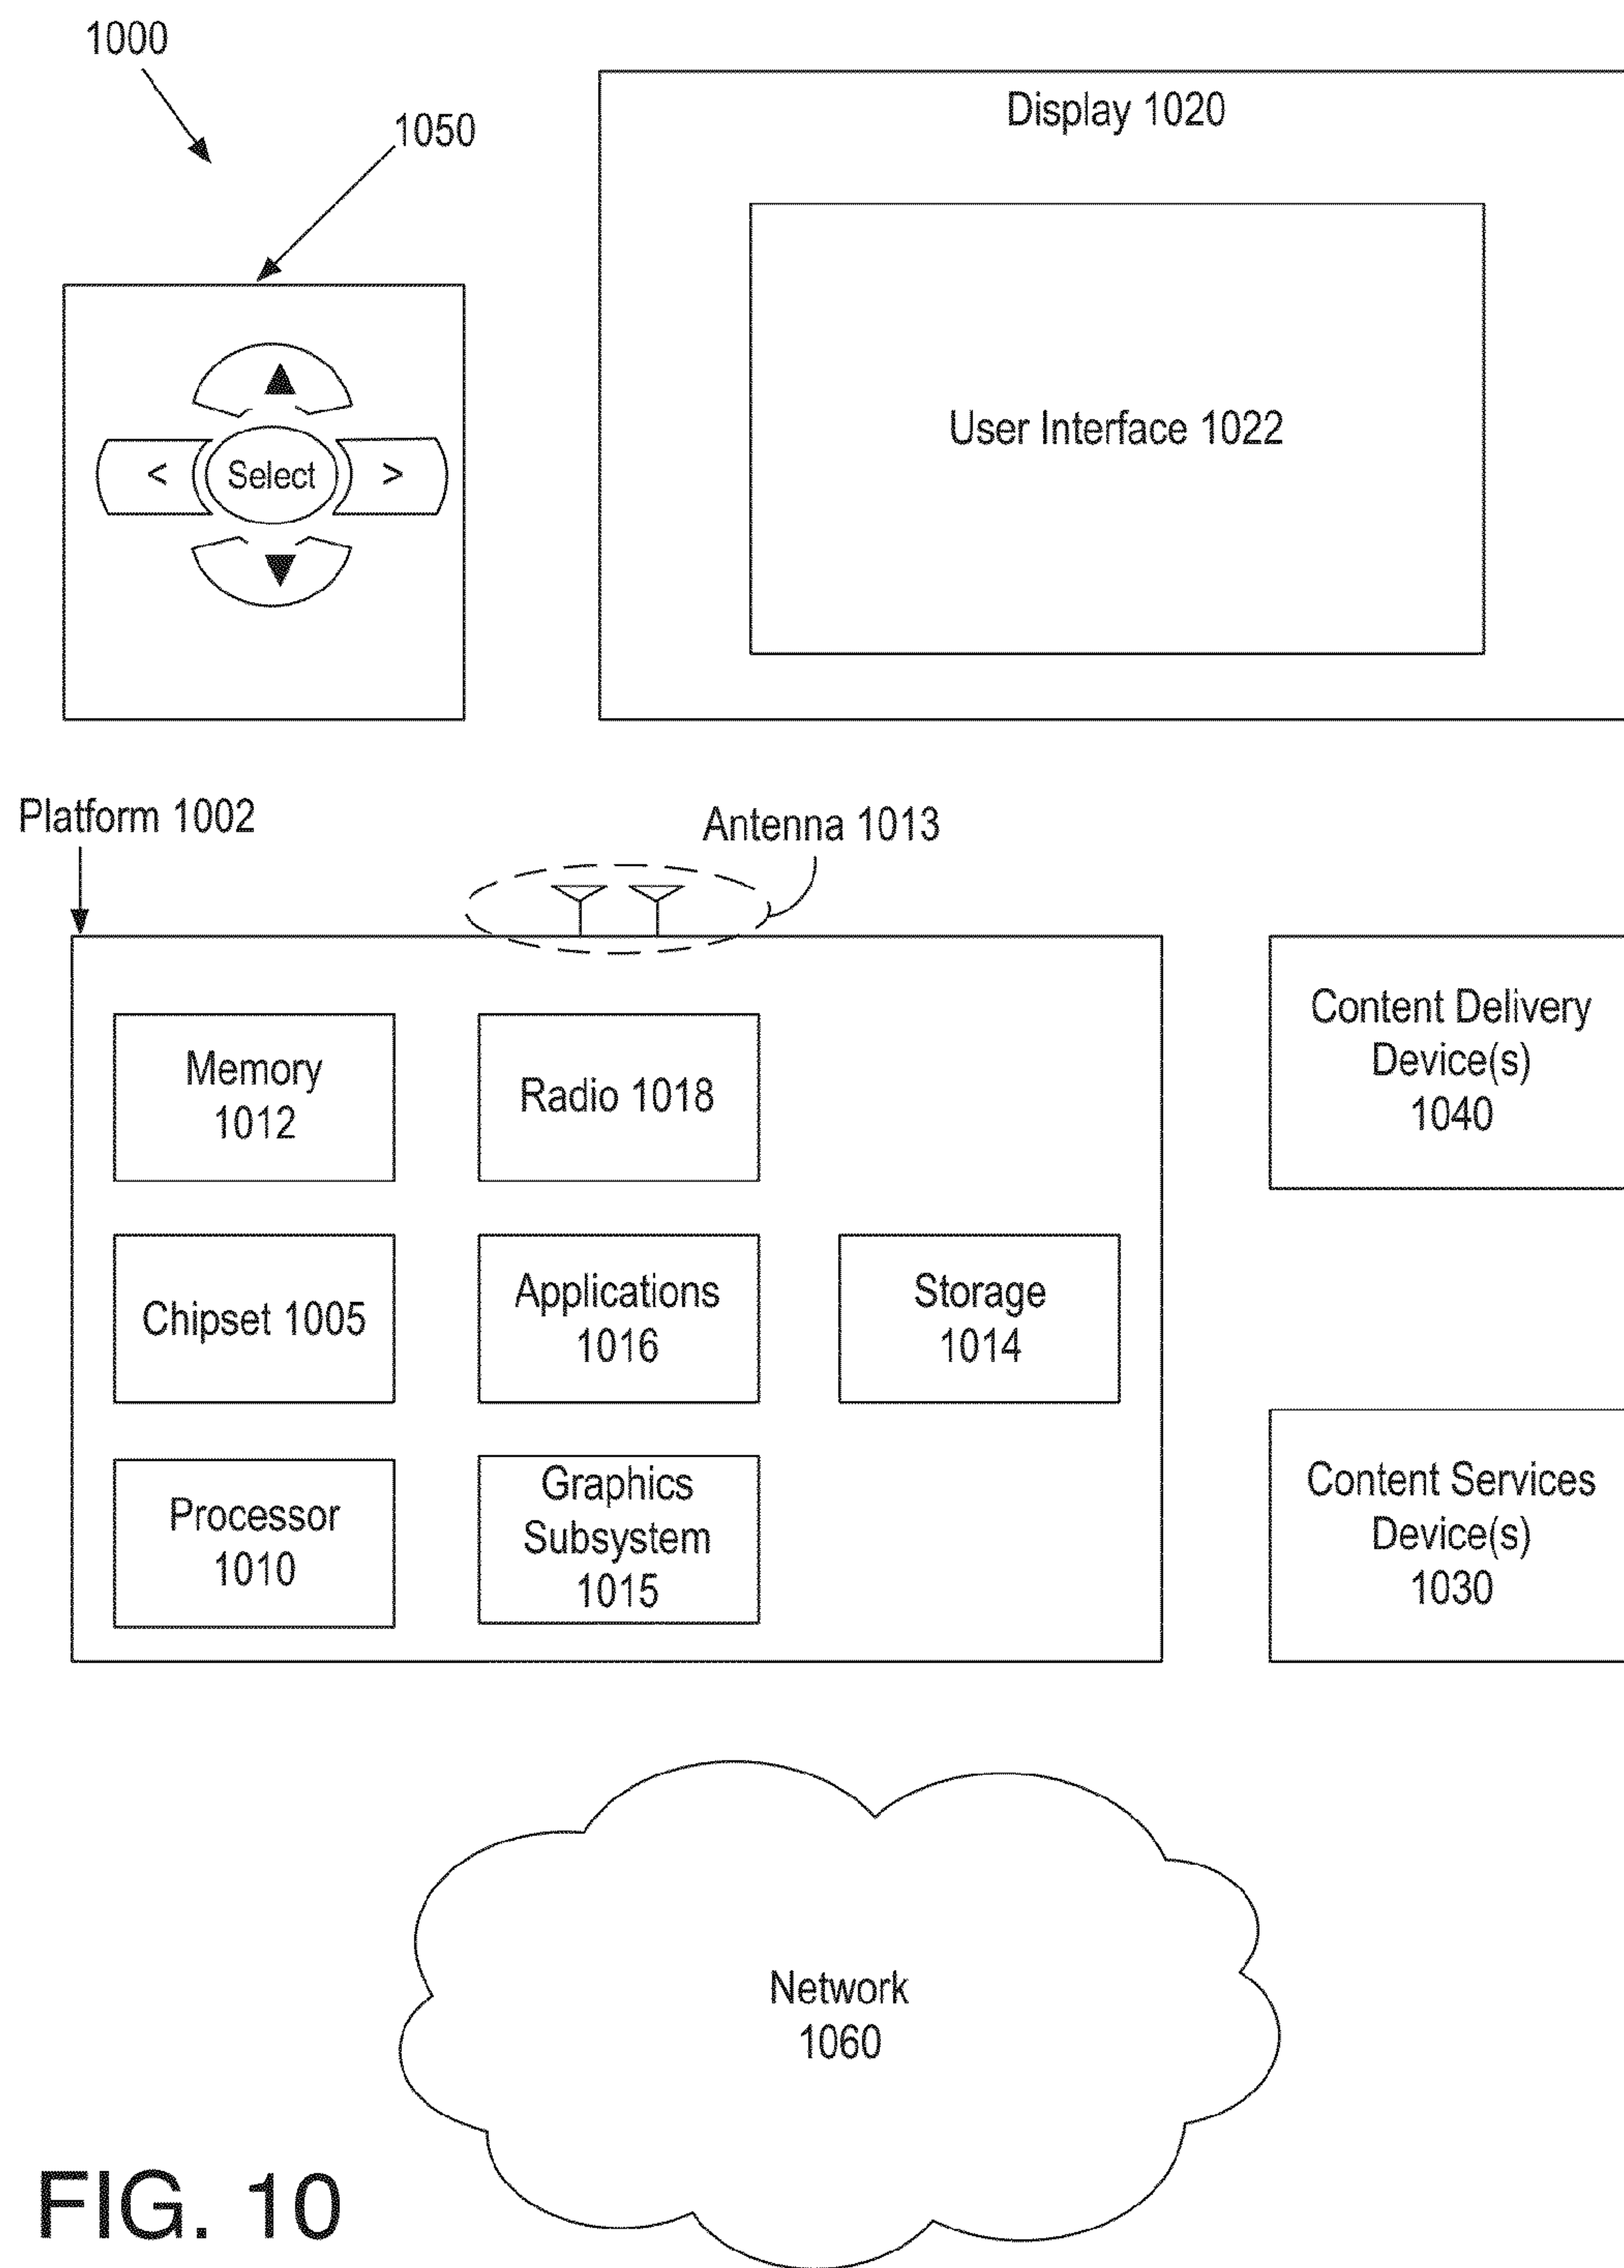 1000
1050
Display 1020
User Interface 1022
<
Select
>
Platform 1002
Antenna 1013
Memory
1012
Radio 1018
Content Delivery
Device(s)
1040
Chipset 1005
Applications
1016
Storage
1014
Processor
1010
Graphics
Subsystem
1015
Content Services
Device(s)
1030
Network
1060
FIG. 10